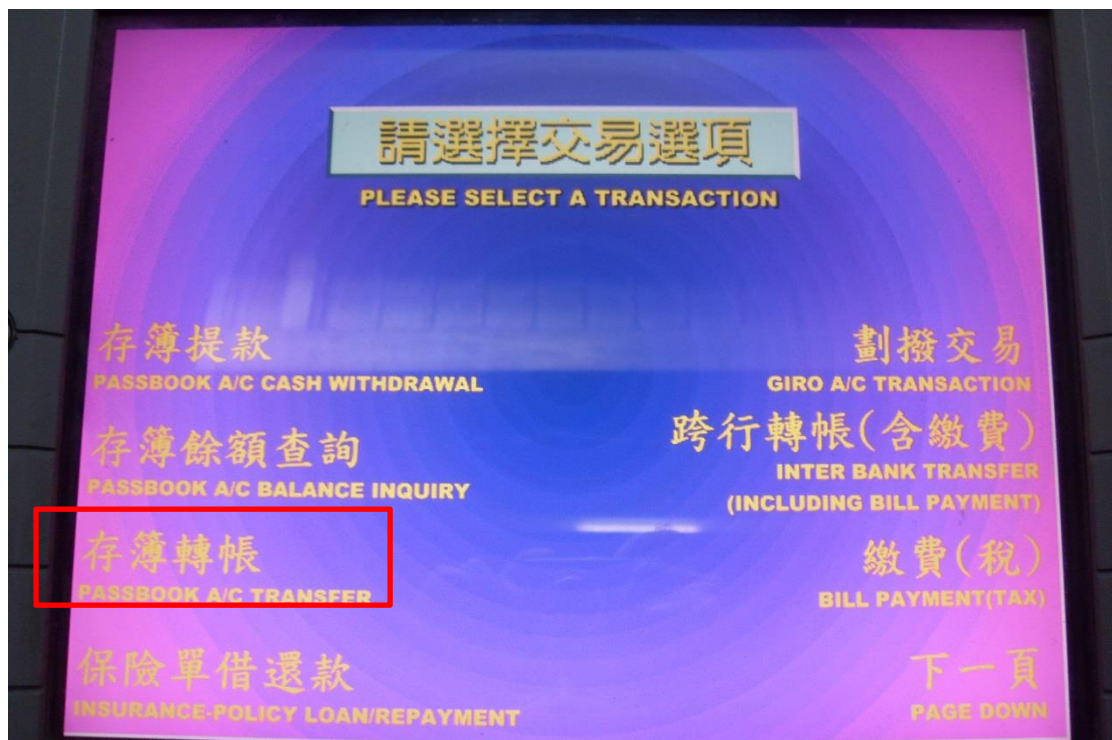 請選擇交易選項
PLEASE SELECT A TRANSACTION
存簿提款
PASSBOOK A/C CASH WITHDRAWAL
存簿餘額查詢
PASSBOOK A/C BALANCE INQUIRY
存簿轉帳
PASSBOOK A/C TRANSFER
保險單借還款
INSURANCE-POLICY LOAN/REPAYMENT
劃撥交易
GIRO A/C TRANSACTION
跨行轉帳(含繳費)
INTER BANK TRANSFER
(INCLUDING BILL PAYMENT)
繳費(稅)
BILL PAYMENT(TAX)
下一頁
PAGE DOWN